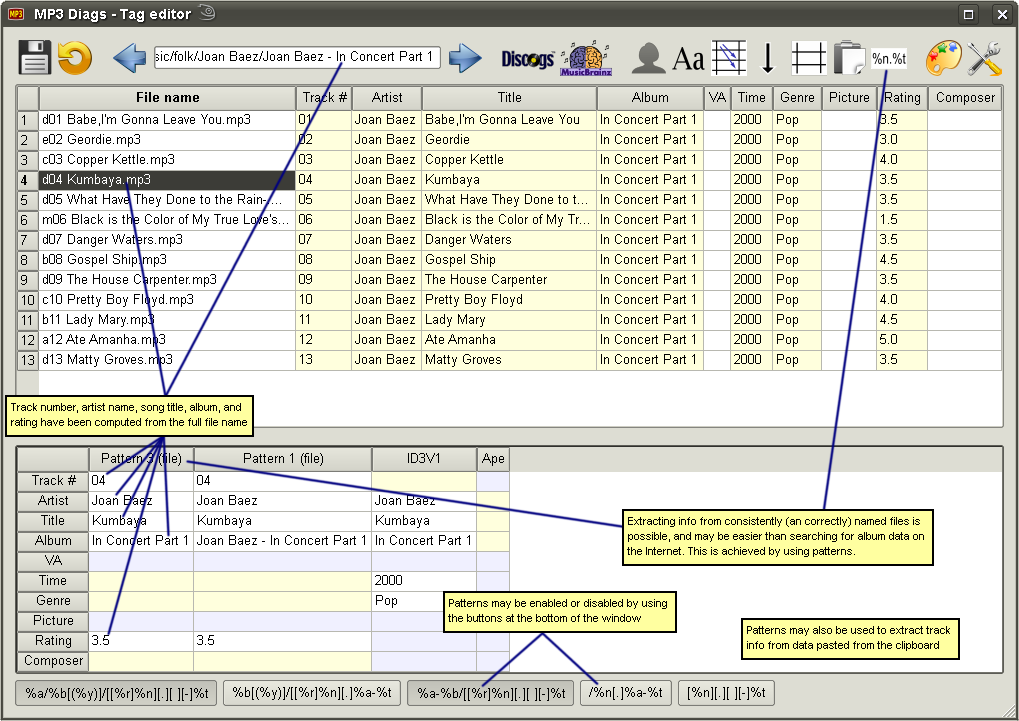 MP3 MP3 Diags - Tag editor
sic/folk/Joan Baez/Joan Baez - In Concert Part 1 Discogs MusicBrainz Aa %n.%t
File name Track # Artist Title Album VA Time Genre Picture Rating Composer
1 d01 Babe,I'm Gonna Leave You.mp3 01 Joan Baez Babe,I'm Gonna Leave You In Concert Part 1 2000 Pop 3.5
2 e02 Geordie.mp3 02 Joan Baez Geordie In Concert Part 1 2000 Pop 3.0
3 c03 Copper Kettle.mp3 03 Joan Baez Copper Kettle In Concert Part 1 2000 Pop 4.0
4 d04 Kumbaya.mp3 04 Joan Baez Kumbaya In Concert Part 1 2000 Pop 3.5
5 d05 What Have They Done to the Rain-... 05 Joan Baez What Have They Done to t... In Concert Part 1 2000 Pop 3.5
6 m06 Black is the Color of My True Love's... 06 Joan Baez Black is the Color of My Tr... In Concert Part 1 2000 Pop 1.5
7 d07 Danger Waters.mp3 07 Joan Baez Danger Waters In Concert Part 1 2000 Pop 3.5
8 b08 Gospel Ship.mp3 08 Joan Baez Gospel Ship In Concert Part 1 2000 Pop 4.5
9 d09 The House Carpenter.mp3 09 Joan Baez The House Carpenter In Concert Part 1 2000 Pop 3.5
10 c10 Pretty Boy Floyd.mp3 10 Joan Baez Pretty Boy Floyd In Concert Part 1 2000 Pop 4.0
11 b11 Lady Mary.mp3 11 Joan Baez Lady Mary In Concert Part 1 2000 Pop 4.5
12 a12 Ate Amanha.mp3 12 Joan Baez Ate Amanha In Concert Part 1 2000 Pop 5.0
13 d13 Matty Groves.mp3 13 Joan Baez Matty Groves In Concert Part 1 2000 Pop 3.5
Track number, artist name, song title, album, and
rating have been computed from the full file name
Pattern 3 (file) Pattern 1 (file) ID3V1 Ape
Track # 04 04
Artist Joan Baez Joan Baez Joan Baez
Title Kumbaya Kumbaya Kumbaya
Album In Concert Part 1 Joan Baez - In Concert Part 1 In Concert Part 1
VA
Time 2000
Genre Pop
Picture
Rating 3.5 3.5
Composer
Extracting info from consistently (an correctly) named files is
possible, and may be easier than searching for album data on
the Internet. This is achieved by using patterns.
Patterns may be enabled or disabled by using
the buttons at the bottom of the window
Patterns may also be used to extract track
info from data pasted from the clipboard
%a/%b[(%y)]/[[%r]%n][.][ ][-]%t %b[(%y)]/[[%r]%n][.]%a-%t %a-%b/[[%r]%n][.][ ][-]%t /%n[.]%a-%t [%n][.][ ][-]%t